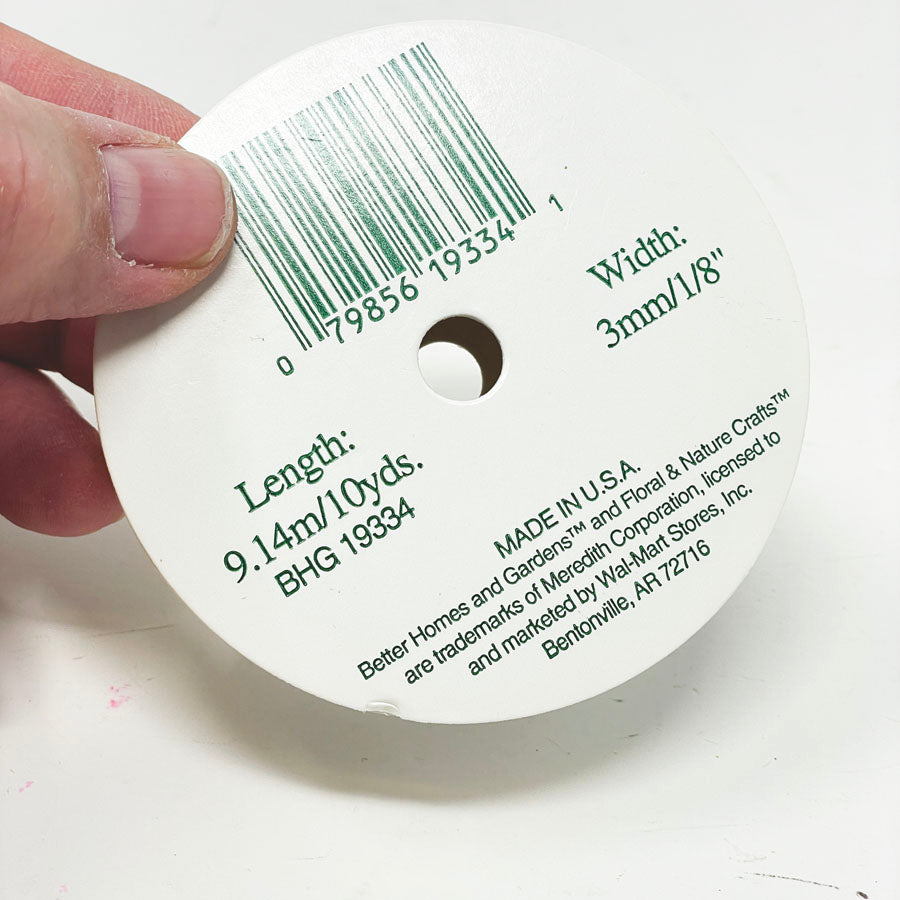 0 79856 19334 1
Width:
3mm/1/8"
Length:
9.14m/10yds.
BHG 19334
MADE IN U.S.A.
Better Homes and Gardens™ and Floral & Nature Crafts™
are trademarks of Meredith Corporation, licensed to
and marketed by Wal-Mart Stores, Inc.
Bentonville, AR 72716